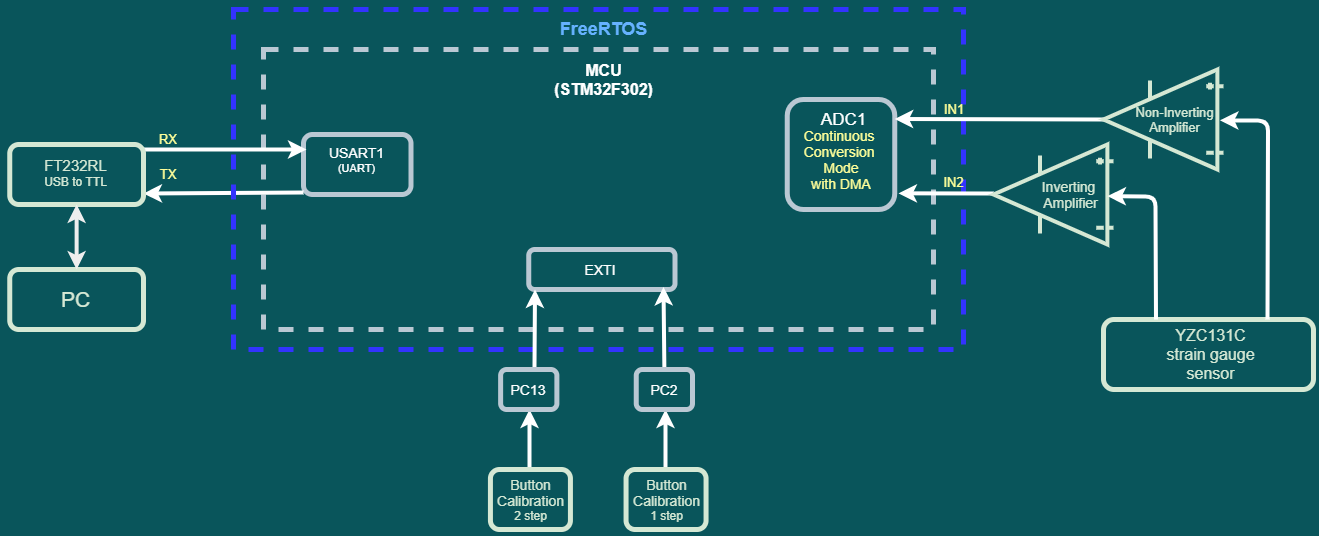 FreeRTOS
MCU
(STM32F302)
RX
TX
FT232RL
USB to TTL
PC
USART1
(UART)
ADC1
Continuous
Conversion
Mode
with DMA
IN1
IN2
Non-Inverting
Amplifier
Inverting
Amplifier
YZC131C
strain gauge
sensor
EXTI
PC13
PC2
Button
Calibration
2 step
Button
Calibration
1 step